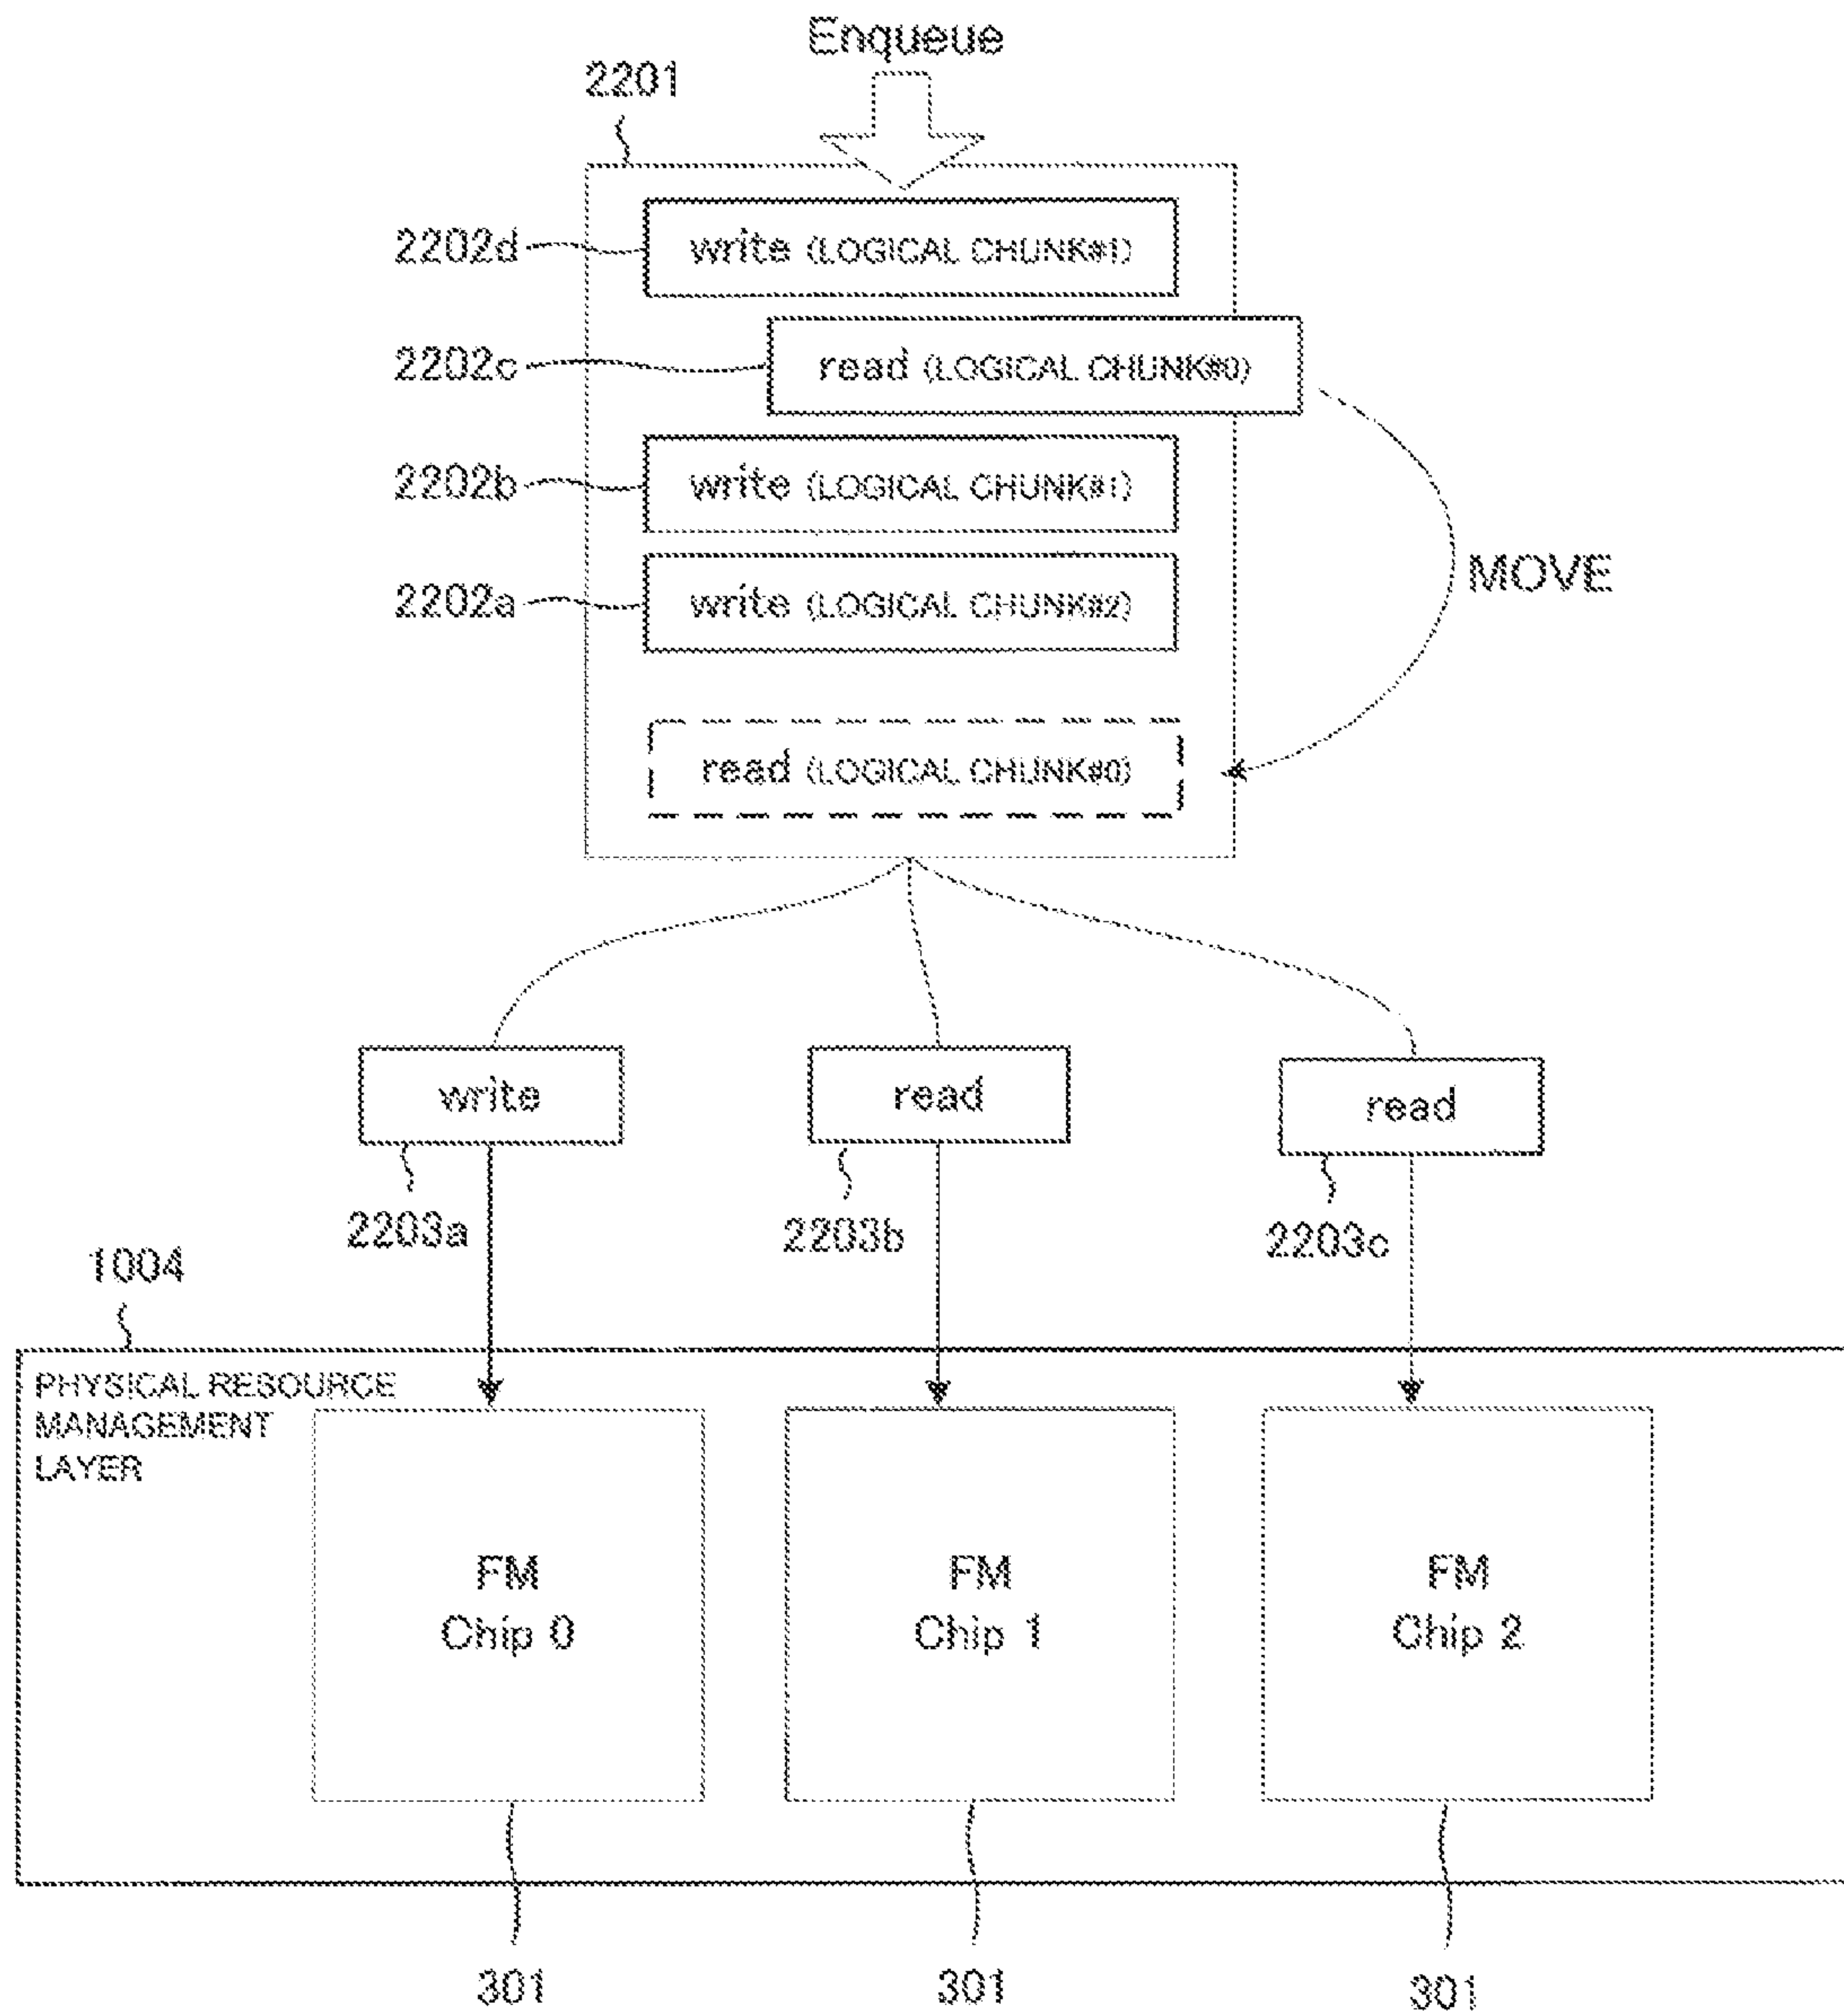 Enqueue
2201
2202d
write (LOGICAL CHUNK#1)
2202c
read (LOGICAL CHUNK#0)
2202b
write (LOGICAL CHUNK#1)
2202a
write (LOGICAL CHUNK#2)
MOVE
read (LOGICAL CHUNK#0)
write
read
read
2203a
2203b
2203c
1004
PHYSICAL RESOURCE
MANAGEMENT
LAYER
FM
Chip 0
FM
Chip 1
FM
Chip 2
301
301
301